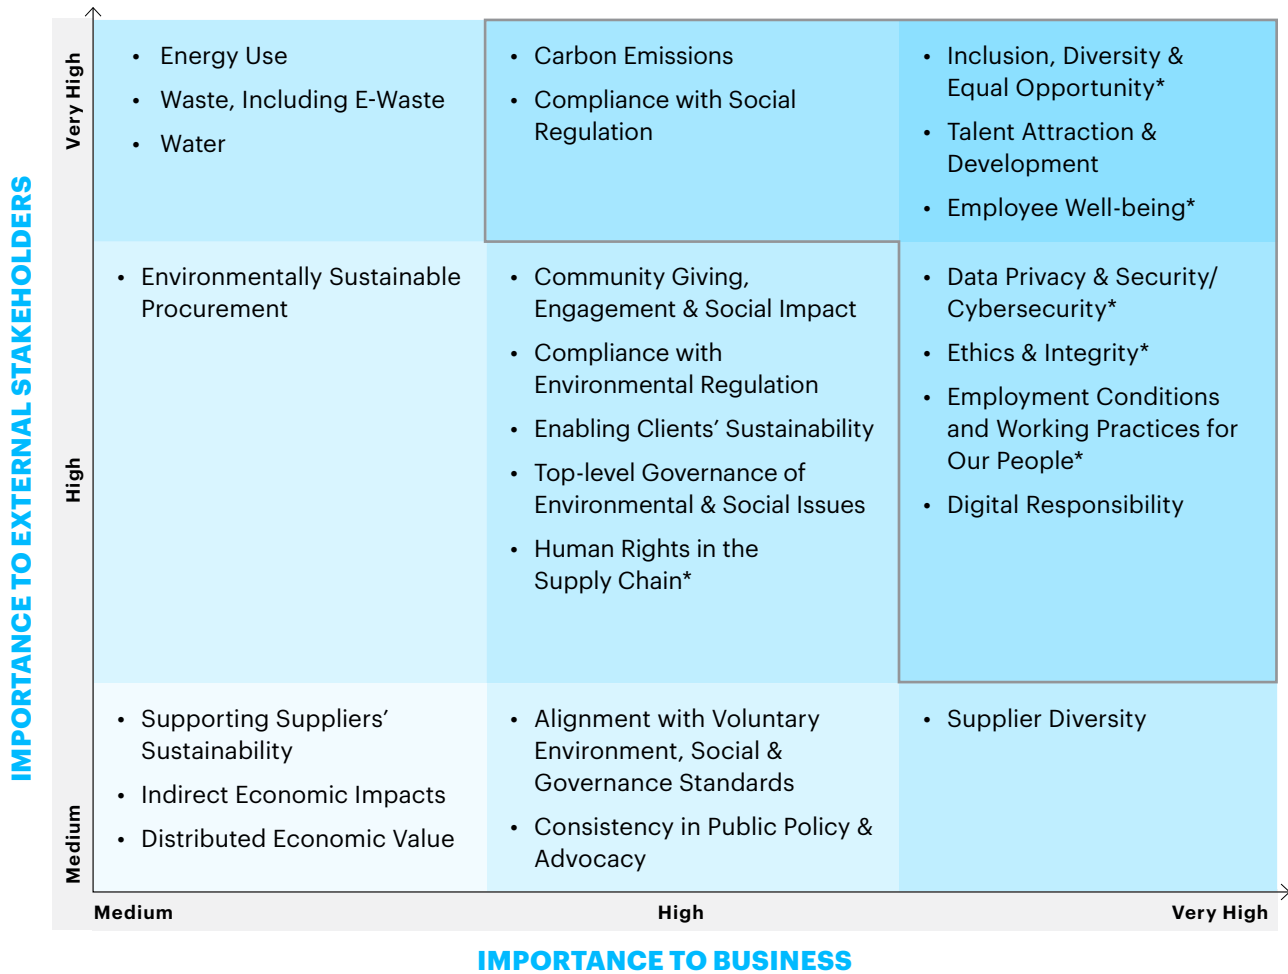 IMPORTANCE TO EXTERNAL STAKEHOLDERS
Very High
• Energy Use
• Waste, Including E-Waste
• Water
• Carbon Emissions
• Compliance with Social
Regulation
• Inclusion, Diversity &
Equal Opportunity*
• Talent Attraction &
Development
• Employee Well-being*
High
• Environmentally Sustainable
Procurement
• Community Giving,
Engagement & Social Impact
• Compliance with
Environmental Regulation
• Enabling Clients’ Sustainability
• Top-level Governance of
Environmental & Social Issues
• Human Rights in the
Supply Chain*
• Data Privacy & Security/
Cybersecurity*
• Ethics & Integrity*
• Employment Conditions
and Working Practices for
Our People*
• Digital Responsibility
Medium
• Supporting Suppliers’
Sustainability
• Indirect Economic Impacts
• Distributed Economic Value
• Alignment with Voluntary
Environment, Social &
Governance Standards
• Consistency in Public Policy &
Advocacy
• Supplier Diversity
Medium
High
Very High
IMPORTANCE TO BUSINESS